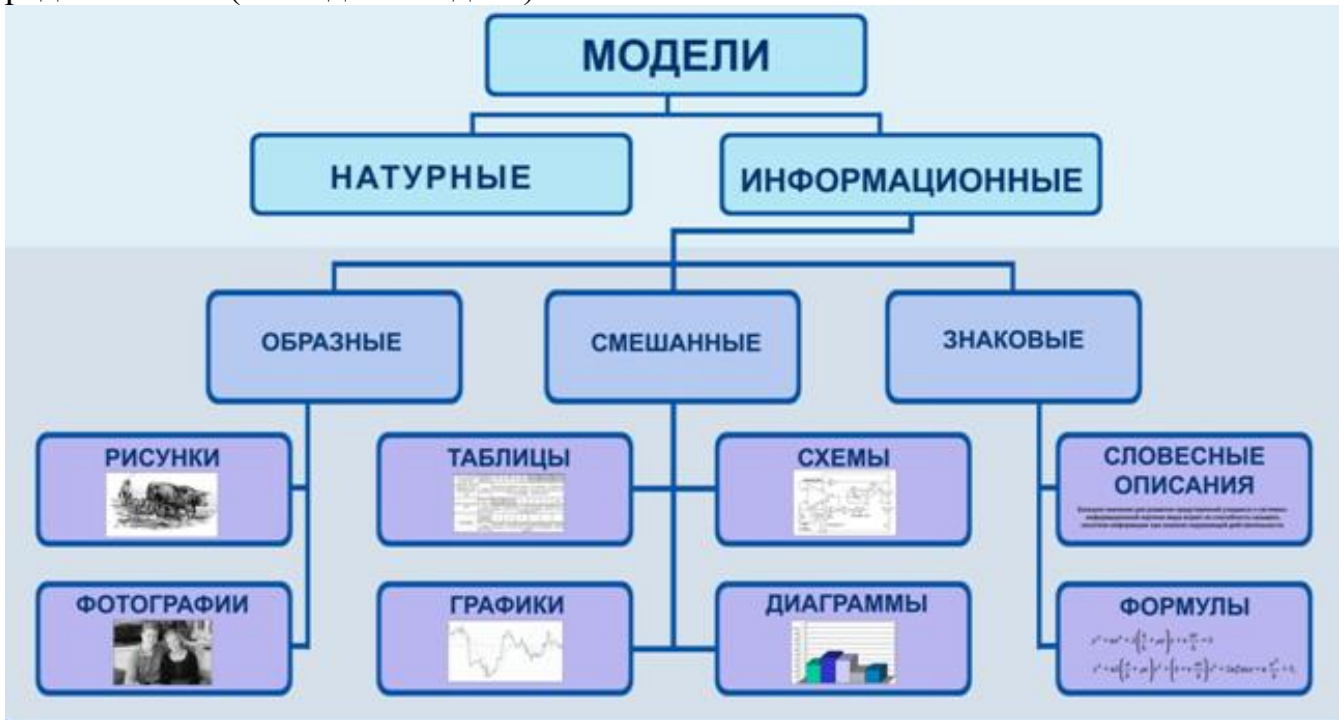 МОДЕЛИ
НАТУРНЫЕ
ИНФОРМАЦИОННЫЕ
ОБРАЗНЫЕ
СМЕШАННЫЕ
ЗНАКОВЫЕ
РИСУНКИ
ТАБЛИЦЫ
СХЕМЫ
СЛОВЕСНЫЕ
ОПИСАНИЯ
ФОТОГРАФИИ
ГРАФИКИ
ДИАГРАММЫ
ФОРМУЛЫ